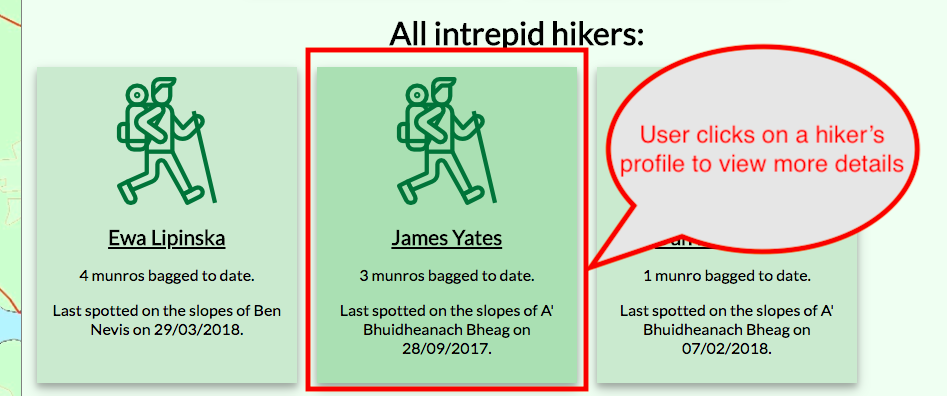 All intrepid hikers:
User clicks on a hiker's
profile to view more details
Ewa Lipinska
4 munros bagged to date.
Last spotted on the slopes of Ben
Nevis on 29/03/2018.
James Yates
3 munros bagged to date.
Last spotted on the slopes of A'
Bhuidheanach Bheag on
28/09/2017.
1 munro bagged to date.
Last spotted on the slopes of A'
Bhuidheanach Bheag on
07/02/2018.